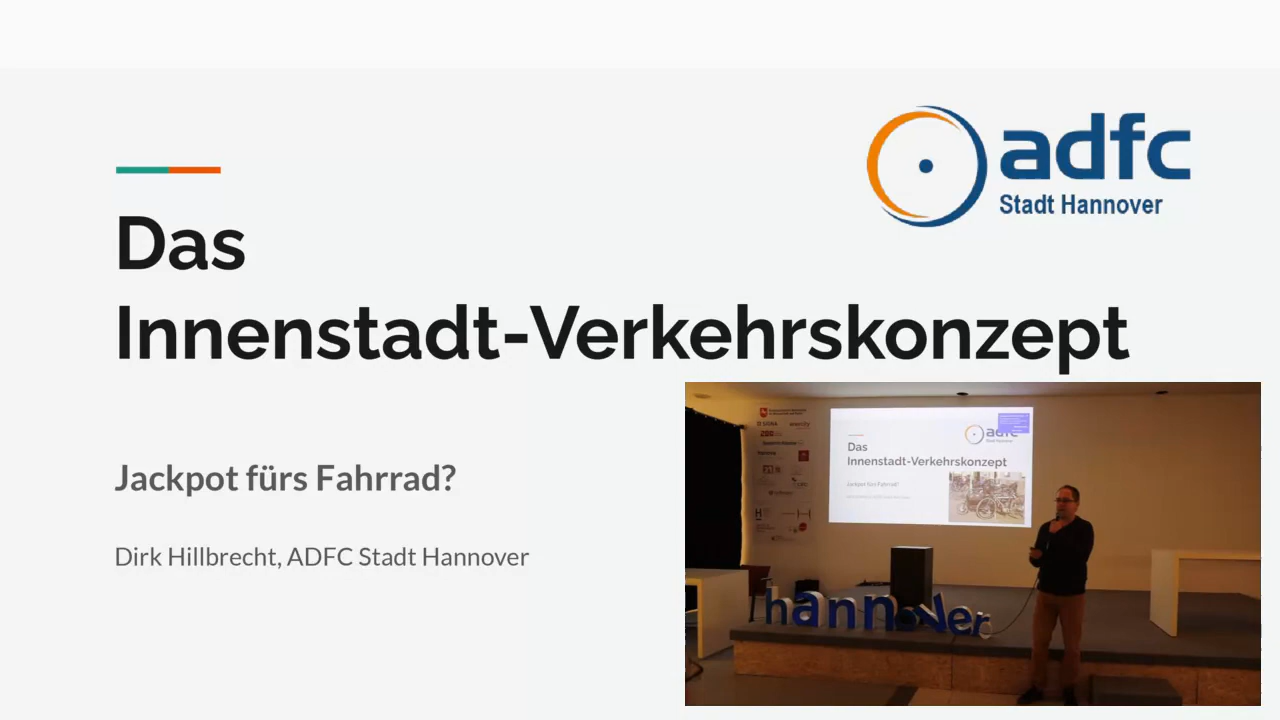 adfc
Stadt Hannover
Das
Innenstadt-Verkehrskonzept
Jackpot fürs Fahrrad?
Dirk Hillbrecht, ADFC Stadt Hannover
adfc
Das
Innenstadt-Verkehrskonzept
Jackpot fürs Fahrrad?
hannover